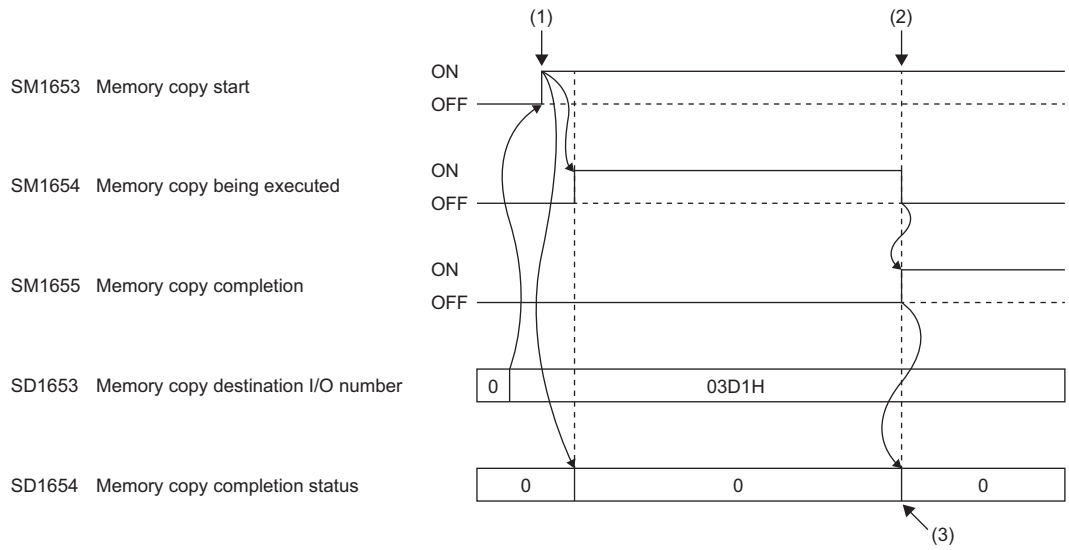 (1) (2)
ON
SM1653 Memory copy start
OFF
ON
SM1654 Memory copy being executed
OFF
ON
SM1655 Memory copy completion
OFF
SD1653 Memory copy destination I/O number 0 03D1H
SD1654 Memory copy completion status 0 0 0
(3)